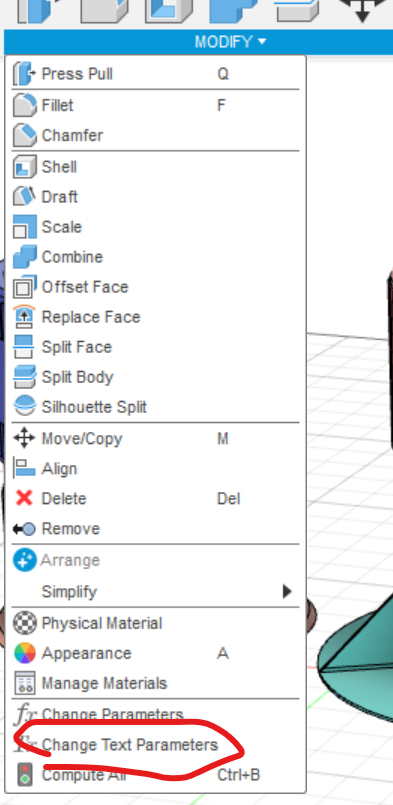 MODIFY
Press Pull Q
Fillet F
Chamfer
Shell
Draft
Scale
Combine
Offset Face
Replace Face
Split Face
Split Body
Silhouette Split
Move/Copy M
Align
Delete Del
Remove
Arrange
Simplify
Physical Material
Appearance A
Manage Materials
fx Change Parameters
Change Text Parameters
Compute All Ctrl+B